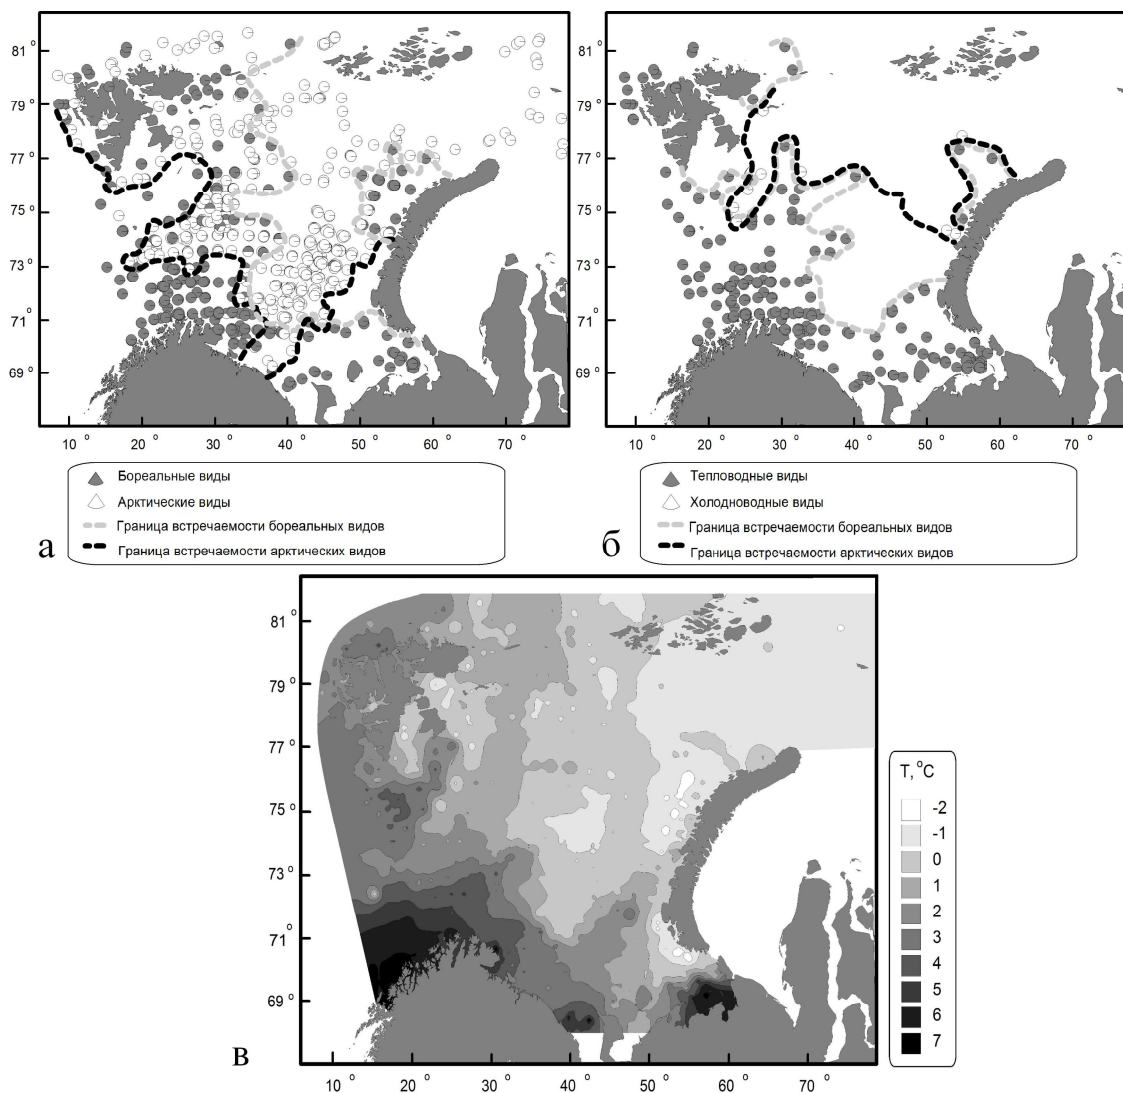 81 °
79 °
77 °
75 °
73 °
71 °
69 °
10 ° 20 ° 30 ° 40 ° 50 ° 60 ° 70 °
Бореальные виды
Арктические виды
Граница встречаемости бореальных видов
Граница встречаемости арктических видов
а
81 °
79 °
77 °
75 °
73 °
71 °
69 °
10 ° 20 ° 30 ° 40 ° 50 ° 60 ° 70 °
Тепловодные виды
Холодноводные виды
Граница встречаемости бореальных видов
Граница встречаемости арктических видов
б
81 °
79 °
77 °
75 °
73 °
71 °
69 °
10 ° 20 ° 30 ° 40 ° 50 ° 60 ° 70 °
T, °C
-2
-1
0
1
2
3
4
5
6
7
в